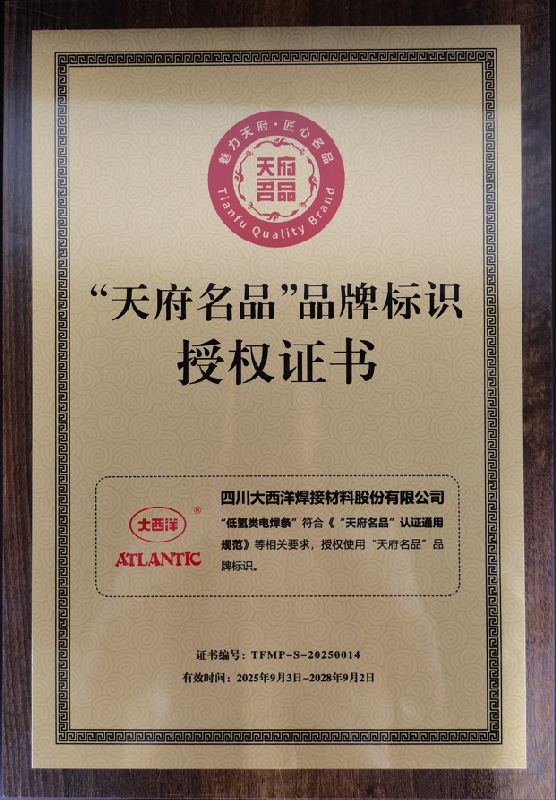 魅力天府·匠心名品
天府
名品
Tianfu Quality Brand
“天府名品”品牌标识
授权证书
大西洋
®
ATLANTIC
四川大西洋焊接材料股份有限公司
“低氢类电焊条”符合《“天府名品”认证通用
规范》等相关要求，授权使用“天府名品”品
牌标识。
证书编号：TFMP-S-20250014
有效时间：2025年9月3日-2028年9月2日